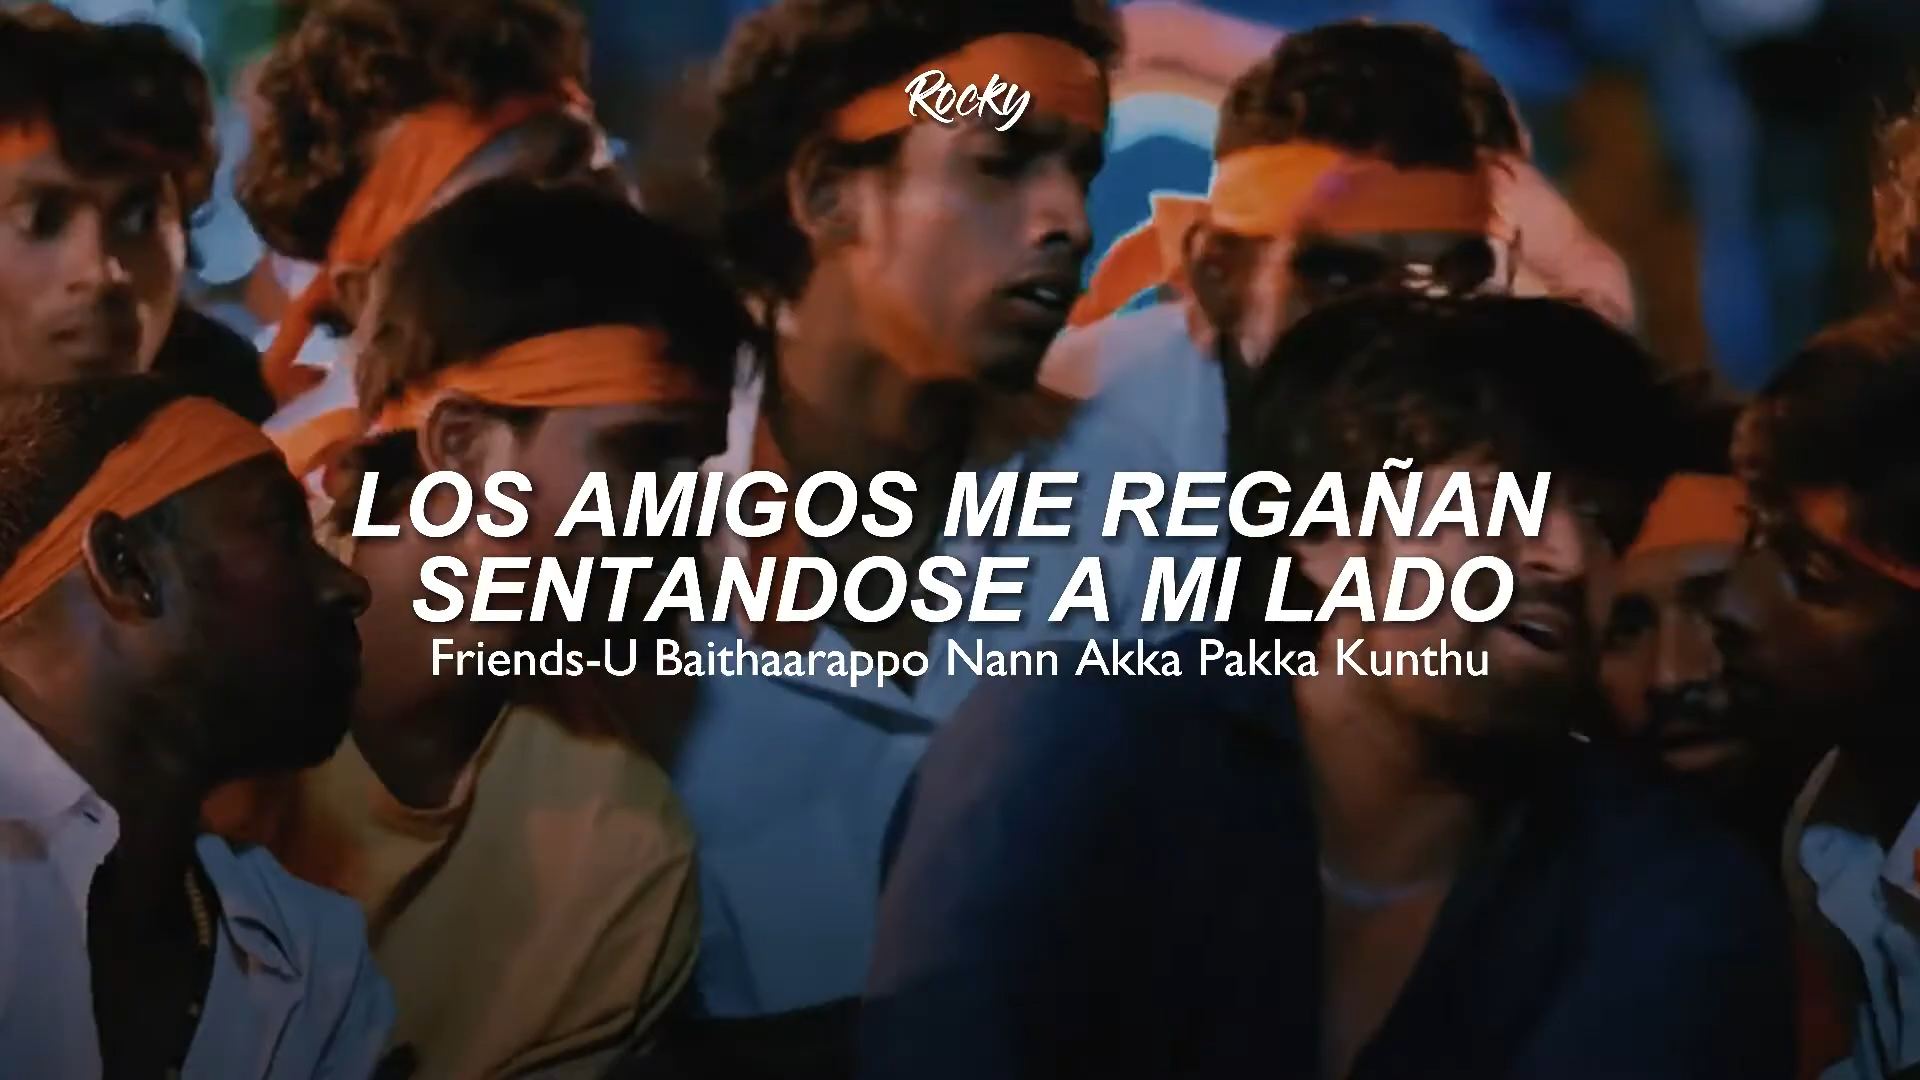 Rocky
LOS AMIGOS ME REGAÑAN
SENTANDOSE A MI LADO
Friends-U Baithaarappo Nann Akka Pakka Kunthu